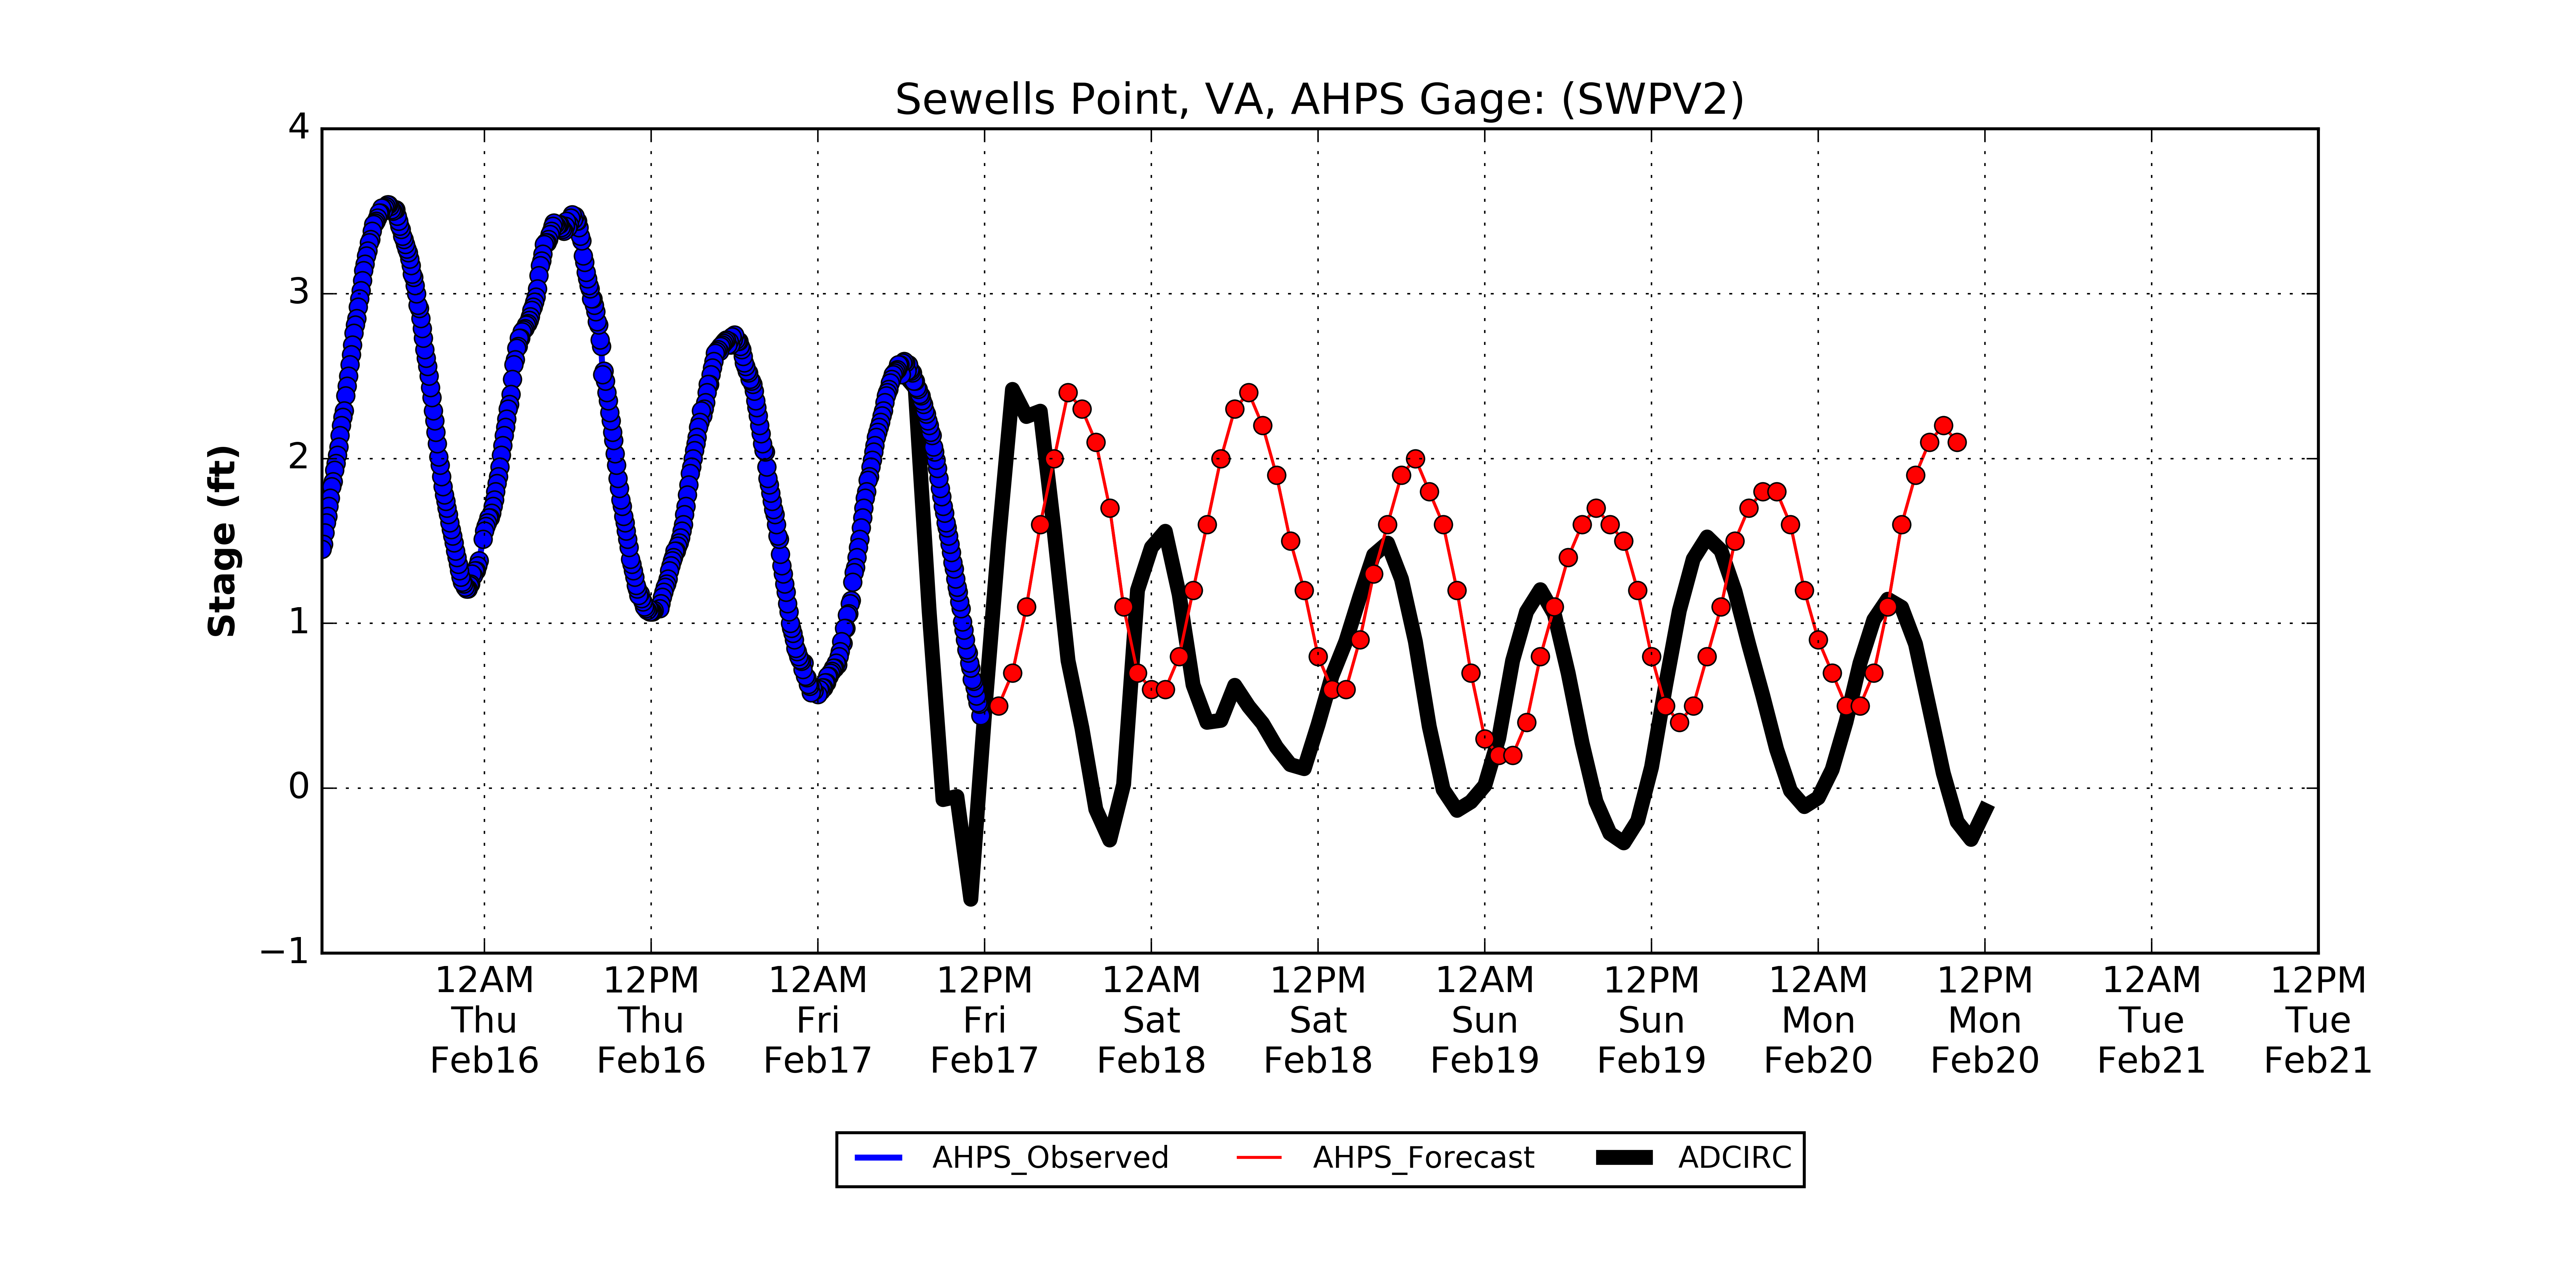 Sewells Point, VA, AHPS Gage: (SWPV2)
Stage (ft)
4
3
2
1
0
−1
12AM
Thu
Feb16
12PM
Thu
Feb16
12AM
Fri
Feb17
12PM
Fri
Feb17
12AM
Sat
Feb18
12PM
Sat
Feb18
12AM
Sun
Feb19
12PM
Sun
Feb19
12AM
Mon
Feb20
12PM
Mon
Feb20
12AM
Tue
Feb21
12PM
Tue
Feb21
AHPS_Observed
AHPS_Forecast
ADCIRC